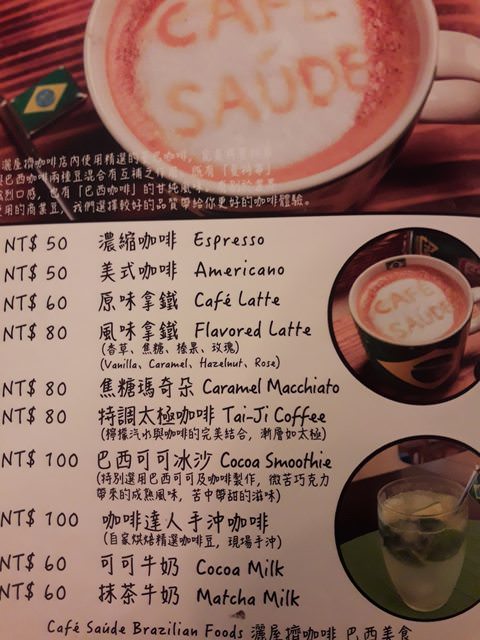 CAFÉ
SAÚDE
灑屋擠咖啡店內使用精選的
巴西咖啡兩種豆混合有互補之
烈口感,也有「巴西咖啡」的甘純風
使用的商業豆,我們選擇較好的品質帶給你更好的咖啡體驗。
NT$ 50 濃縮咖啡 Espresso
NT$ 50 美式咖啡 Americano
NT$ 60 原味拿鐵 Café Latte
NT$ 80 風味拿鐵 Flavored Latte
(香草、焦糖、榛果、玫瑰)
(Vanilla, Caramel, Hazelnut, Rose)
NT$ 80 焦糖瑪奇朵 Caramel Macchiato
NT$ 80 特調太極咖啡 Tai-Ji Coffee
(檸檬汽水與咖啡的完美結合,漸層如太極)
NT$ 100 巴西可可冰沙 Cocoa Smoothie
(特別選用巴西可可及咖啡製作,微苦巧克力
帶來的成熟風味,苦中帶甜的滋味)
NT$ 100 咖啡達人手沖咖啡
(自家烘焙精選咖啡豆,現場手沖)
NT$ 60 可可牛奶 Cocoa Milk
NT$ 60 抹茶牛奶 Matcha Milk
CAFÉ
SAÚDE
Café Saúde Brazilian Foods 灑屋擠咖啡 巴西美食